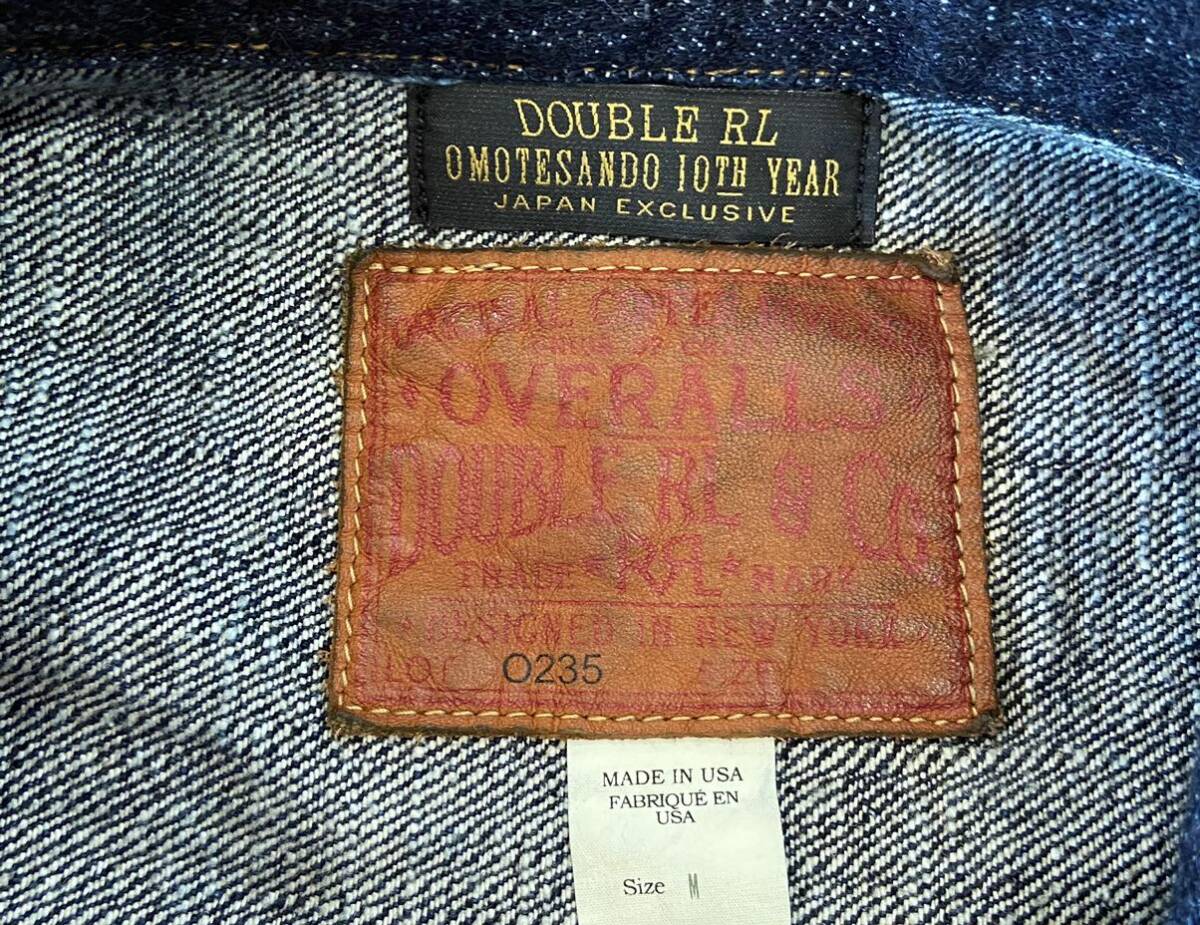 DOUBLE RL
OMOTESANDO 10TH YEAR
JAPAN EXCLUSIVE
OVERALLS
DOUBLE RL & CO
TRADE RRL MARK
DESIGNED IN NEW YORK
LOT O235 SIZE
MADE IN USA
FABRIQUÉ EN
USA
Size M